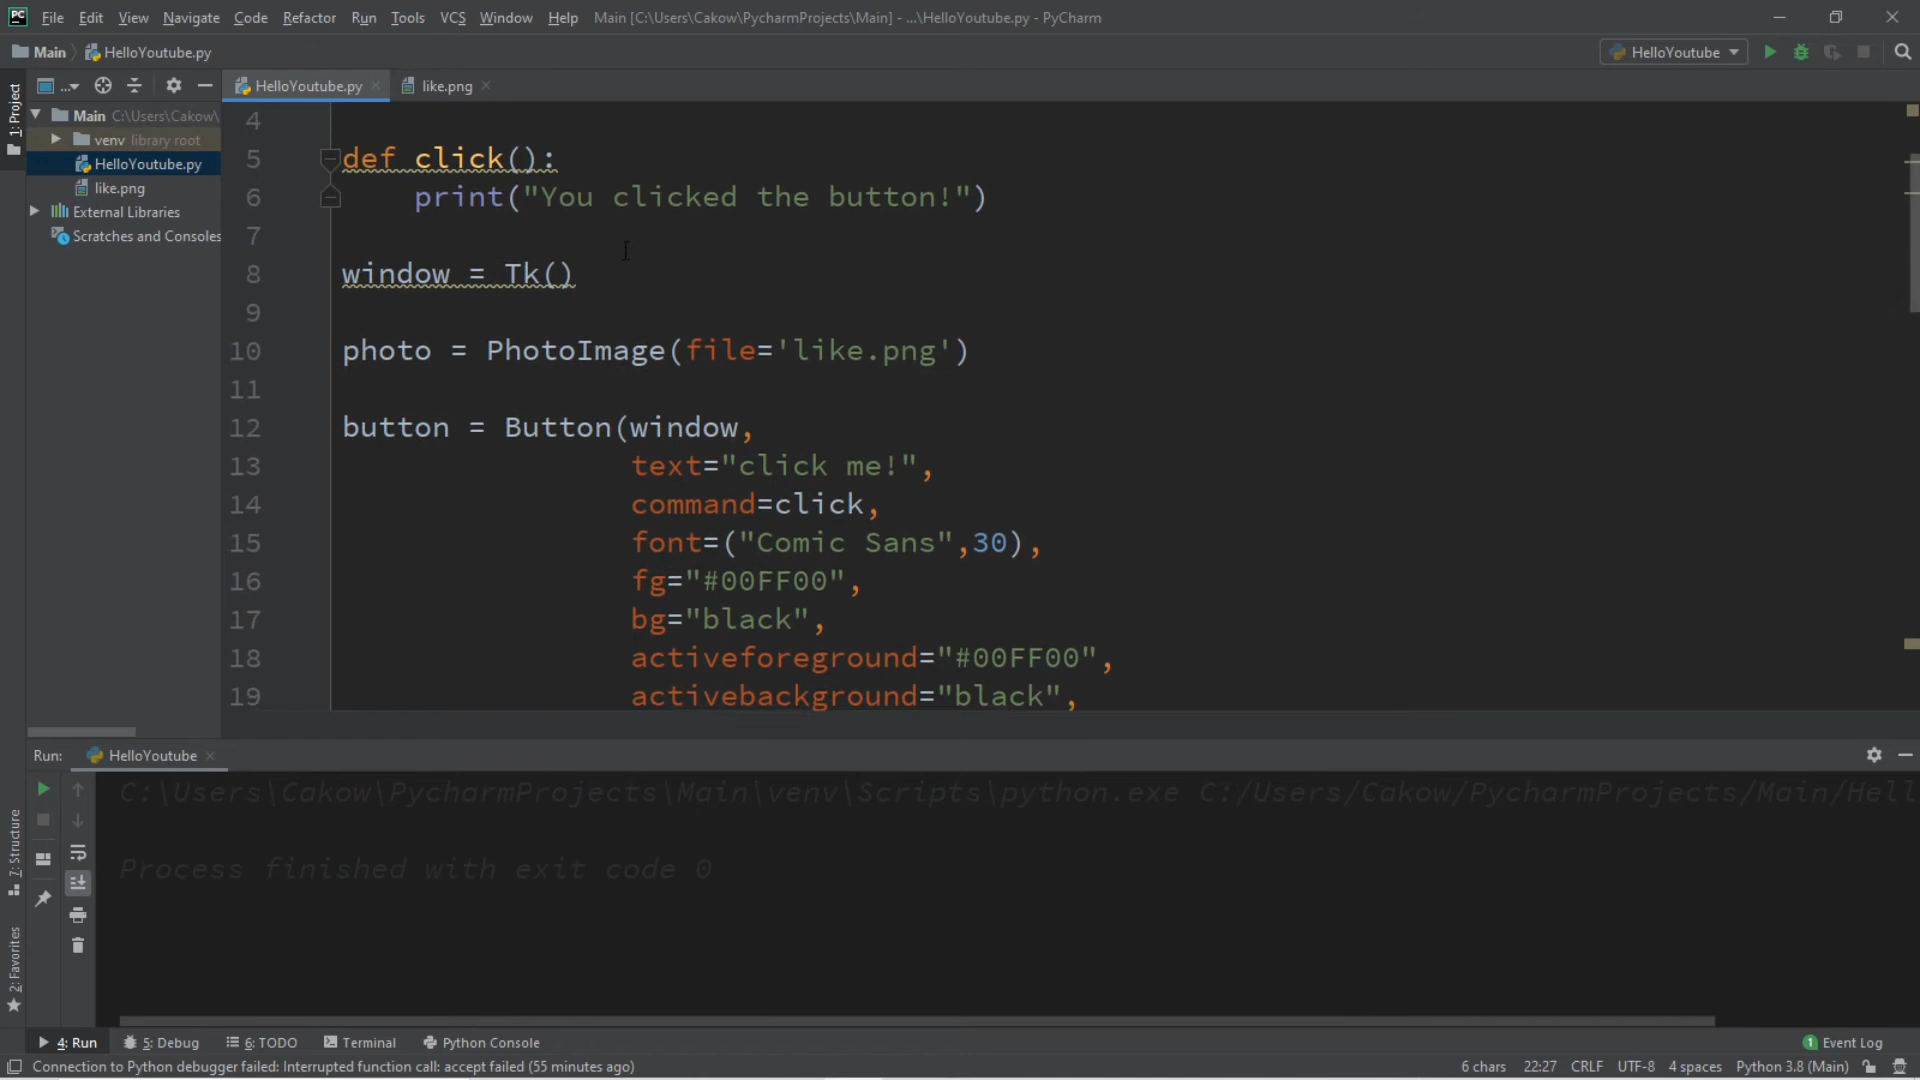 PC File Edit View Navigate Code Refactor Run Tools VCS Window Help Main [C:\Users\Cakow\PycharmProjects\Main] - ...\HelloYoutube.py - PyCharm
Main HelloYoutube.py HelloYoutube
1: Project
... HelloYoutube.py like.png
Main C:\Users\Cakow\
venv library root
HelloYoutube.py
like.png
External Libraries
Scratches and Consoles
4
5 def click():
6 print("You clicked the button!")
7
8 window = Tk()
9
10 photo = PhotoImage(file='like.png')
11
12 button = Button(window,
13 text="click me!",
14 command=click,
15 font=("Comic Sans",30),
16 fg="#00FF00",
17 bg="black",
18 activeforeground="#00FF00",
19 activebackground="black",
Run: HelloYoutube
C:\Users\Cakow\PycharmProjects\Main\venv\Scripts\python.exe C:/Users/Cakow/PycharmProjects/Main/Hell
Process finished with exit code 0
7: Structure
2: Favorites
4: Run 5: Debug 6: TODO Terminal Python Console 1 Event Log
Connection to Python debugger failed: Interrupted function call: accept failed (55 minutes ago) 6 chars 22:27 CRLF UTF-8 4 spaces Python 3.8 (Main)